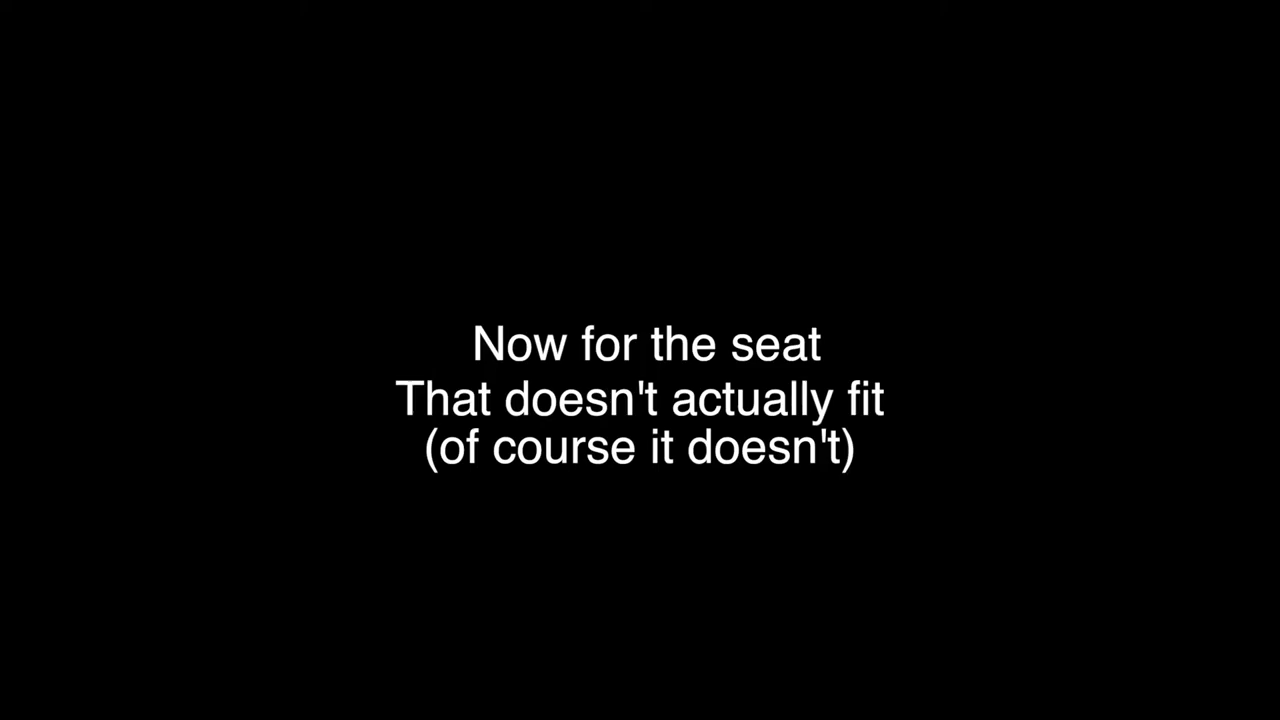 Now for the seat
That doesn't actually fit
(of course it doesn't)